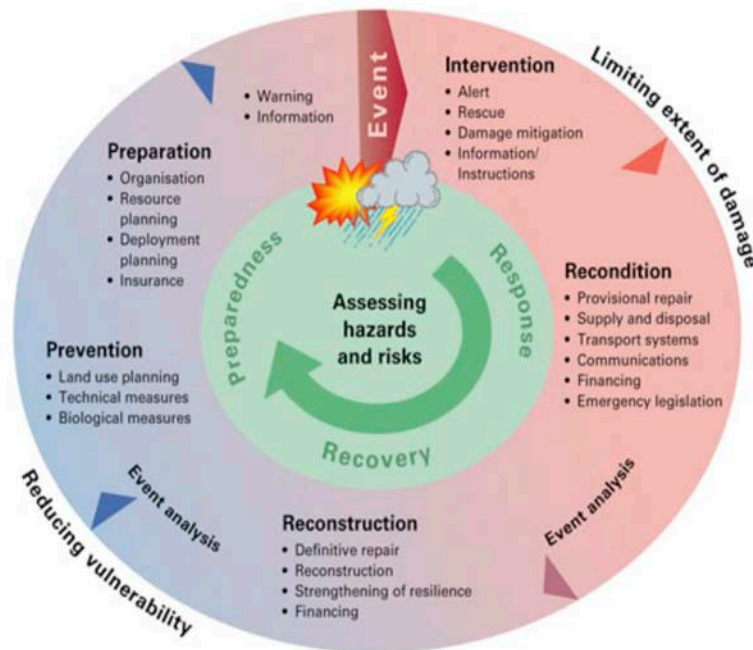 Event
Intervention
• Alert
• Rescue
• Damage mitigation
• Information/
Instructions
Limiting extent of damage
Recondition
• Provisional repair
• Supply and disposal
• Transport systems
• Communications
• Financing
• Emergency legislation
Event analysis
Reconstruction
• Definitive repair
• Reconstruction
• Strengthening of resilience
• Financing
Event analysis
Reducing vulnerability
Prevention
• Land use planning
• Technical measures
• Biological measures
Preparation
• Organisation
• Resource
planning
• Deployment
planning
• Insurance
• Warning
• Information
Assessing
hazards
and risks
Response
Recovery
Preparedness